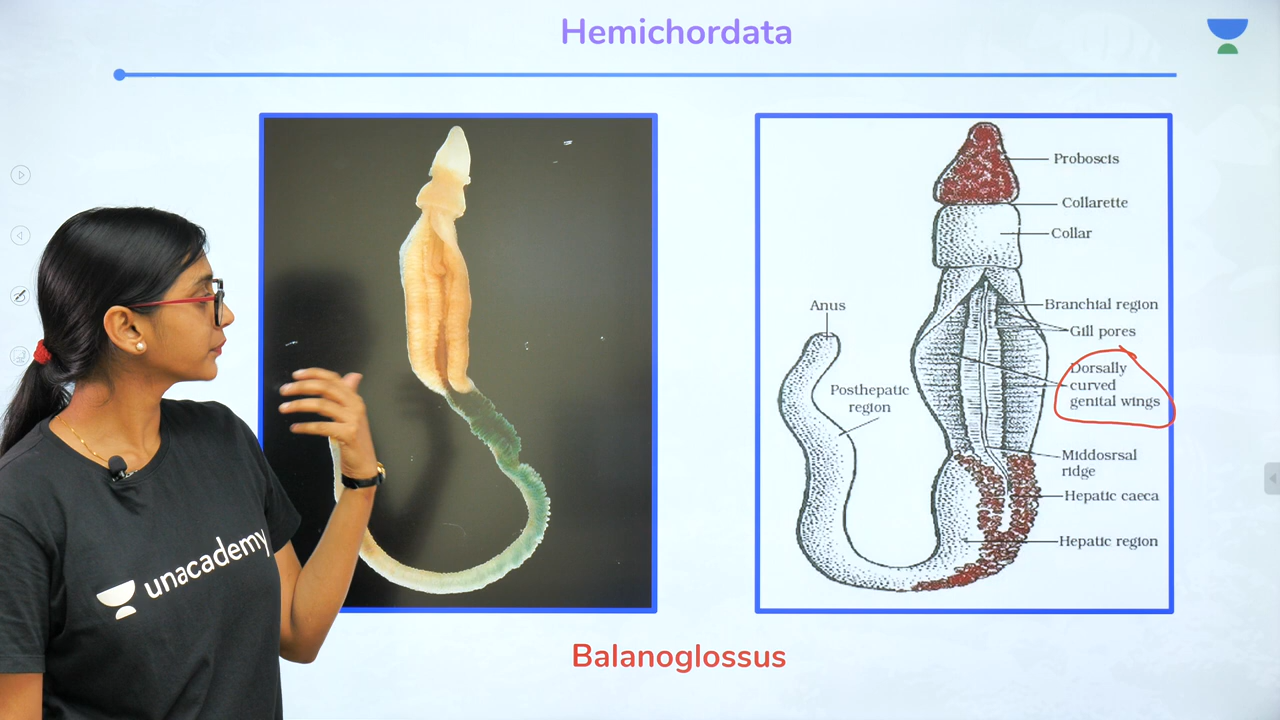 Hemichordata
Proboscis
Collarette
Collar
Branchial region
Gill pores
Anus
Dorsally
curved
genital wings
Posthepatic
region
Middosrsal
ridge
Hepatic caeca
Hepatic region
unacademy
Balanoglossus